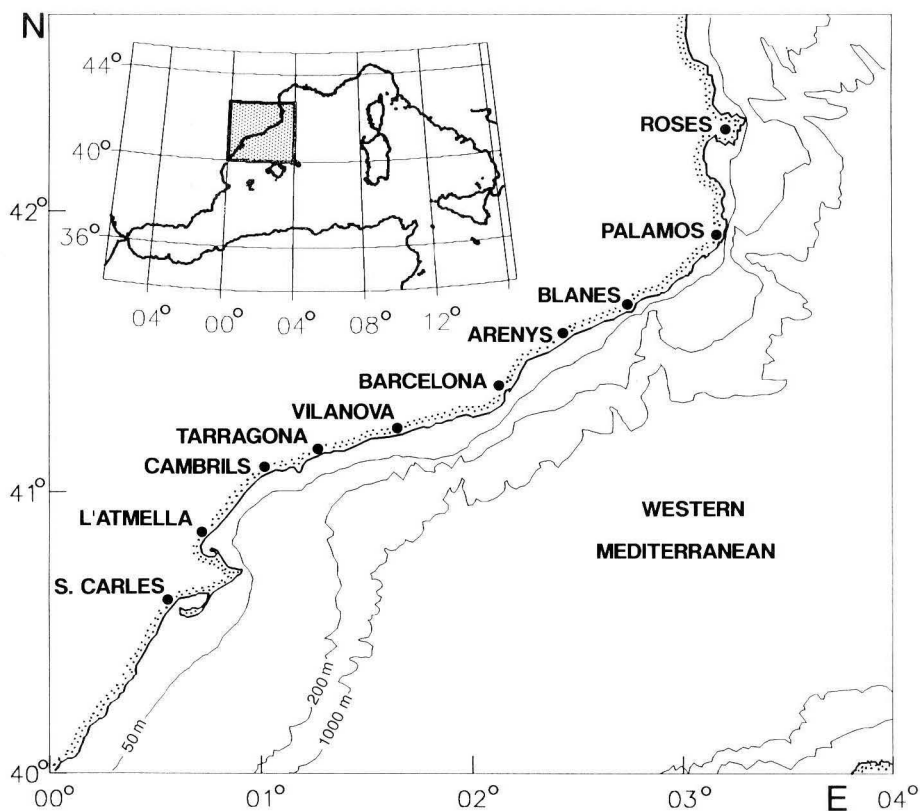 N
44°
40°
36°
04°
00°
04°
08°
12°
42°
41°
40°
ROSES
PALAMOS
BLANES
ARENYS
BARCELONA
VILANOVA
TARRAGONA
CAMBRILS
L'ATMELLA
S. CARLES
WESTERN
MEDITERRANEAN
50 m
200 m
1000 m
00°
01°
02°
03°
04°
E